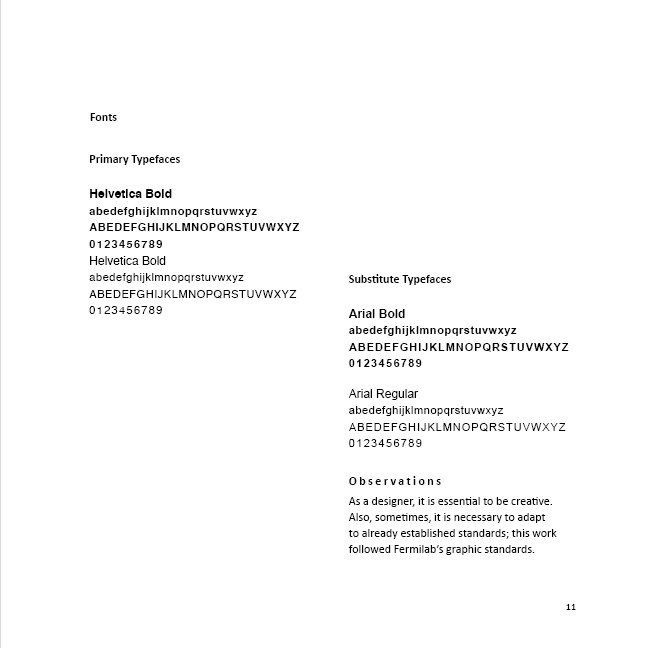 Fonts
Primary Typefaces
Helvetica Bold
abedefghijklmnopqrstuvwxyz
ABEDEFGHIJKLMNOPQRSTUVWXYZ
0123456789
Helvetica Bold
abedefghijklmnopqrstuvwxyz
ABEDEFGHIJKLMNOPQRSTUVWXYZ
0123456789
Substitute Typefaces
Arial Bold
abedefghijklmnopqrstuvwxyz
ABEDEFGHIJKLMNOPQRSTUVWXYZ
0123456789
Arial Regular
abedefghijklmnopqrstuvwxyz
ABEDEFGHIJKLMNOPQRSTUVWXYZ
0123456789
Observations
As a designer, it is essential to be creative.
Also, sometimes, it is necessary to adapt
to already established standards; this work
followed Fermilab's graphic standards.
11